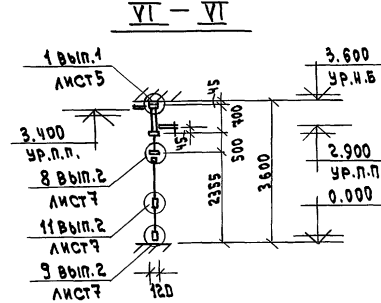 VI – VI
1 ВЫП.1
ЛИСТ5
3.400
УР.П.П.
8 ВЫП.2
ЛИСТ7
11 ВЫП.2
ЛИСТ7
9 ВЫП.2
ЛИСТ7
45
700
45
500
2355
3600
120
3.600
УР.Н.Б
2.900
УР.П.П
0.000